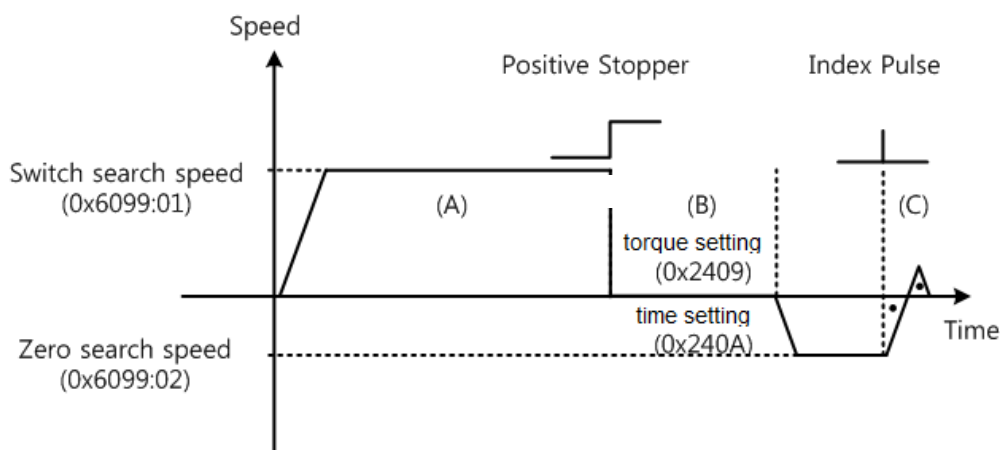 Speed
Positive Stopper
Index Pulse
Switch search speed
(0x6099:01)
(A)
(B)
(C)
torque setting
(0x2409)
time setting
(0x240A)
Time
Zero search speed
(0x6099:02)